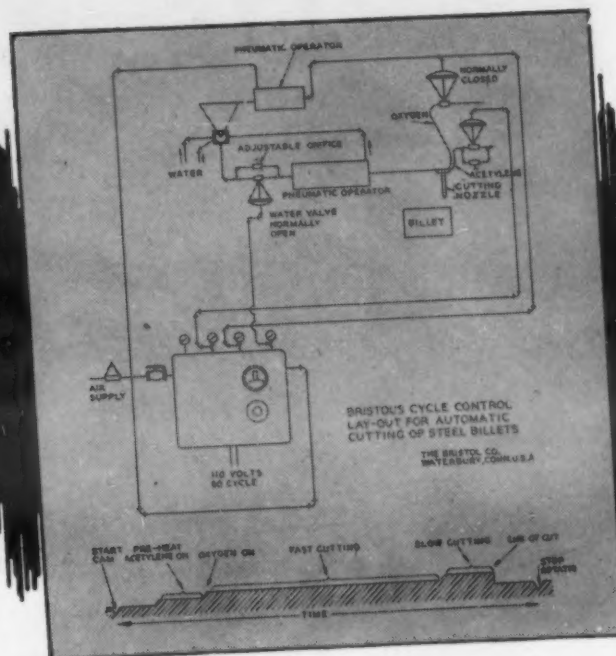 PNEUMATIC OPERATOR
NORMALLY
CLOSED
OXYGEN
ADJUSTABLE ORIFICE
WATER
ACETYLENE
PNEUMATIC OPERATOR
CUTTING
NOZZLE
WATER VALVE
NORMALLY
OPEN
BILLET
AIR
SUPPLY
BRISTOL'S CYCLE CONTROL
LAY-OUT FOR AUTOMATIC
CUTTING OF STEEL BILLETS
THE BRISTOL CO.
WATERBURY, CONN. U.S.A
110 VOLTS
60 CYCLE
START
CAM
PRE-HEAT
ACETYLENE ON
OXYGEN ON
FAST CUTTING
SLOW CUTTING
END OF CUT
STOP
TIME